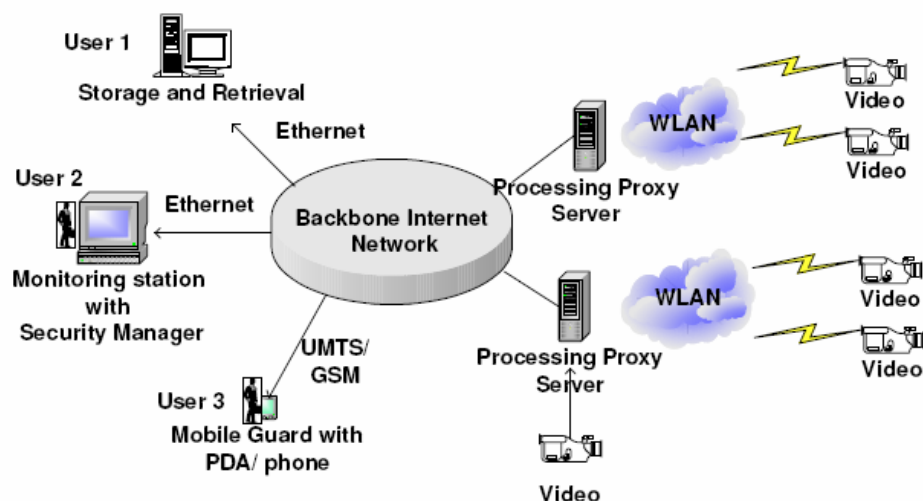 User 1
Storage and Retrieval
Ethernet
User 2
Ethernet
Monitoring station
with
Security Manager
Backbone Internet
Network
UMTS/
GSM
User 3
Mobile Guard with
PDA/ phone
Processing Proxy
Server
WLAN
Video
Video
Processing Proxy
Server
WLAN
Video
Video
Video